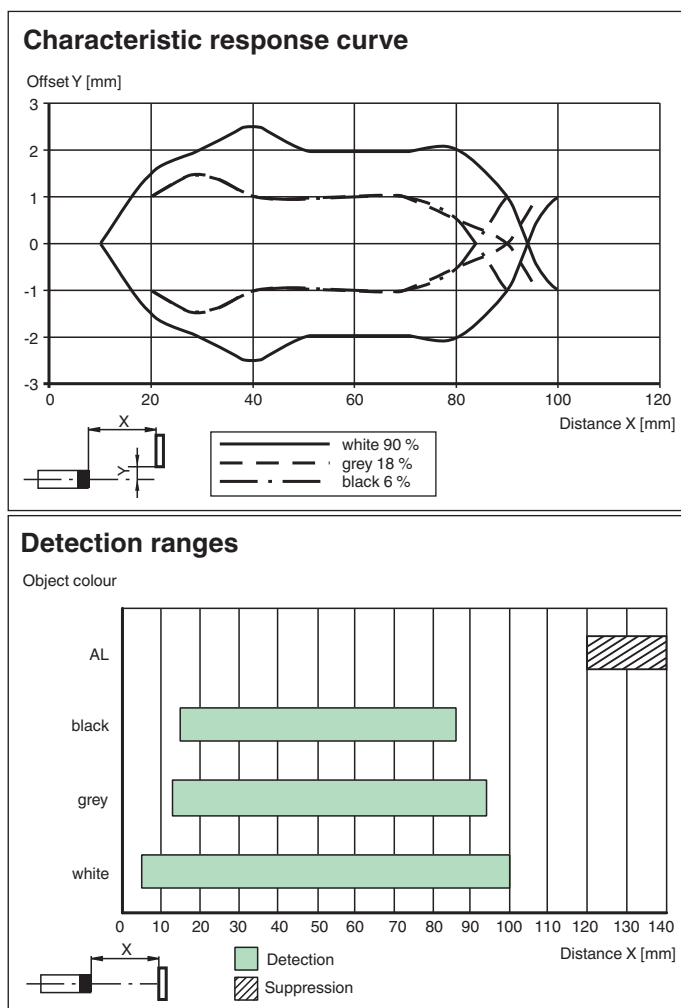 Characteristic response curve
Offset Y [mm]
3
2
1
0
-1
-2
-3
0 20 40 60 80 100 120
Distance X [mm]
X
Y
white 90 %
grey 18 %
black 6 %
Detection ranges
Object colour
AL
black
grey
white
0 10 20 30 40 50 60 70 80 90 100 110 120 130 140
Distance X [mm]
X
Detection
Suppression